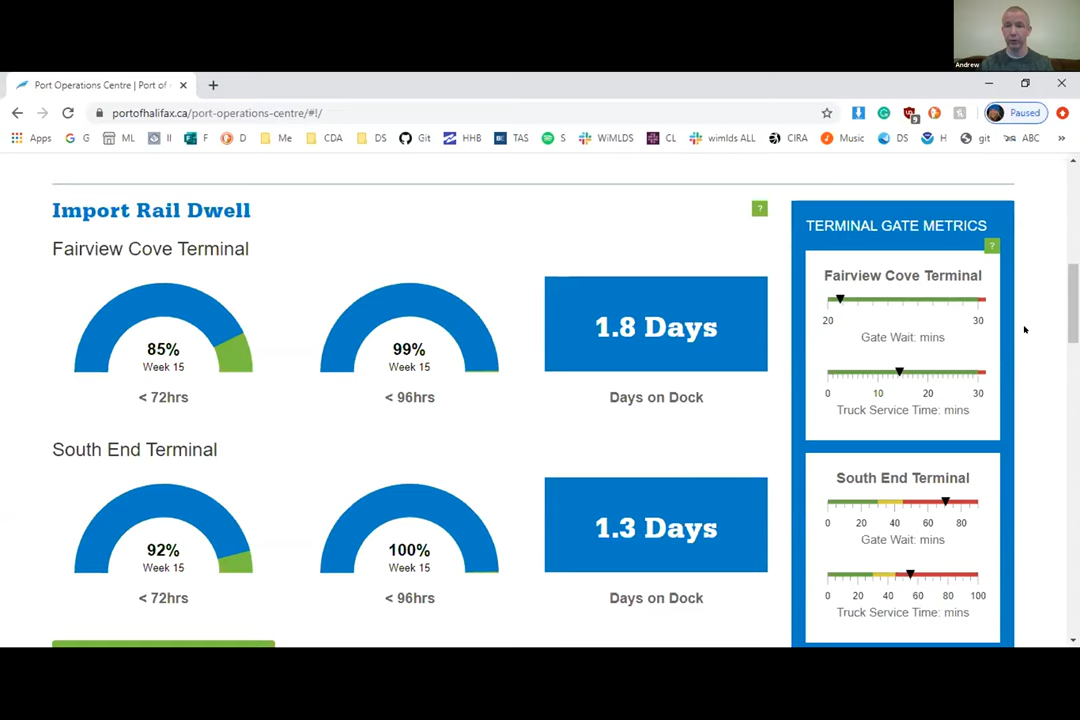 Andrew
Port Operations Centre | Port of
portofhalifax.ca/port-operations-centre/#!/
Paused
Apps G ML II F D Me CDA DS Git HHB TAS S WiMLDS CL wimlds ALL CIRA Music DS H git ABC »
Import Rail Dwell
?
Fairview Cove Terminal
85%
Week 15
< 72hrs
99%
Week 15
< 96hrs
1.8 Days
Days on Dock
South End Terminal
92%
Week 15
< 72hrs
100%
Week 15
< 96hrs
1.3 Days
Days on Dock
TERMINAL GATE METRICS
?
Fairview Cove Terminal
20 30
Gate Wait: mins
0 10 20 30
Truck Service Time: mins
South End Terminal
0 20 40 60 80
Gate Wait: mins
0 20 40 60 80 100
Truck Service Time: mins